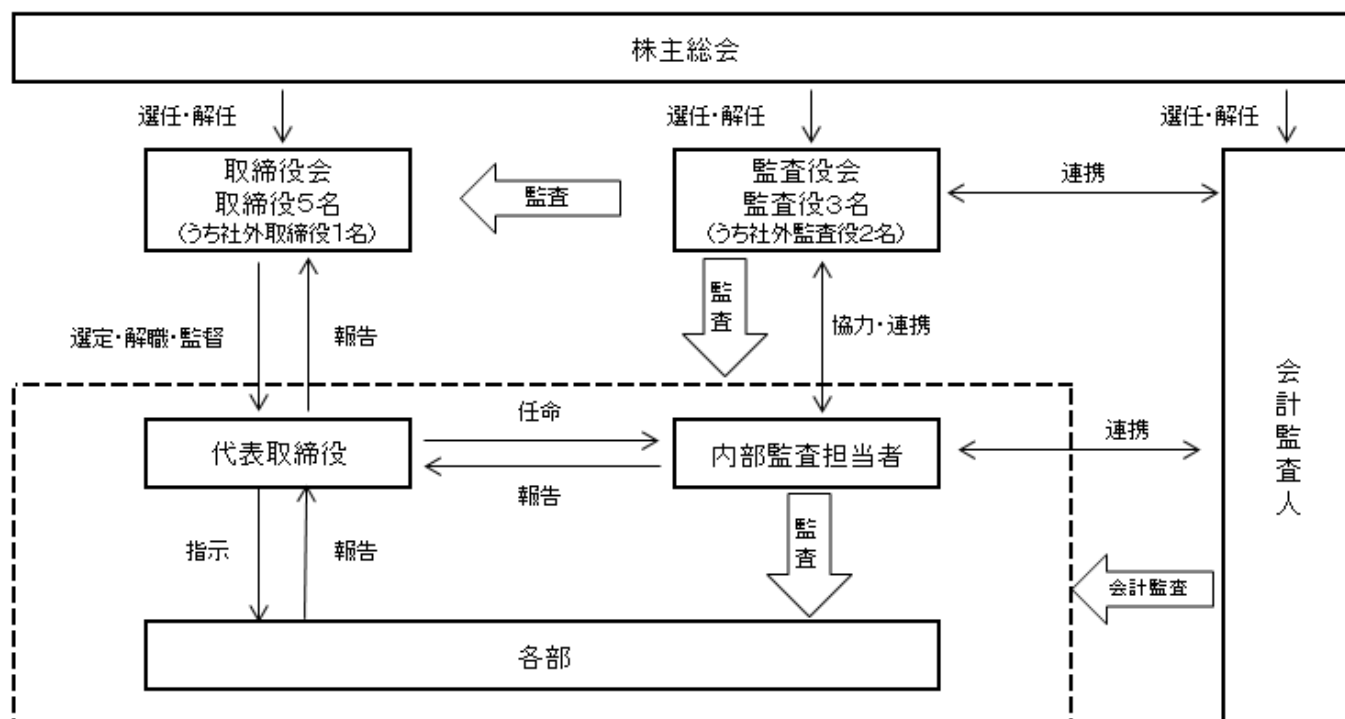 株主総会
選任・解任
選任・解任
選任・解任
取締役会
取締役5名
(うち社外取締役1名)
監査
監査役会
監査役3名
(うち社外監査役2名)
連携
選定・解職・監督
報告
監査
協力・連携
会計監査人
代表取締役
任命
報告
内部監査担当者
連携
指示
報告
監査
会計監査
各部